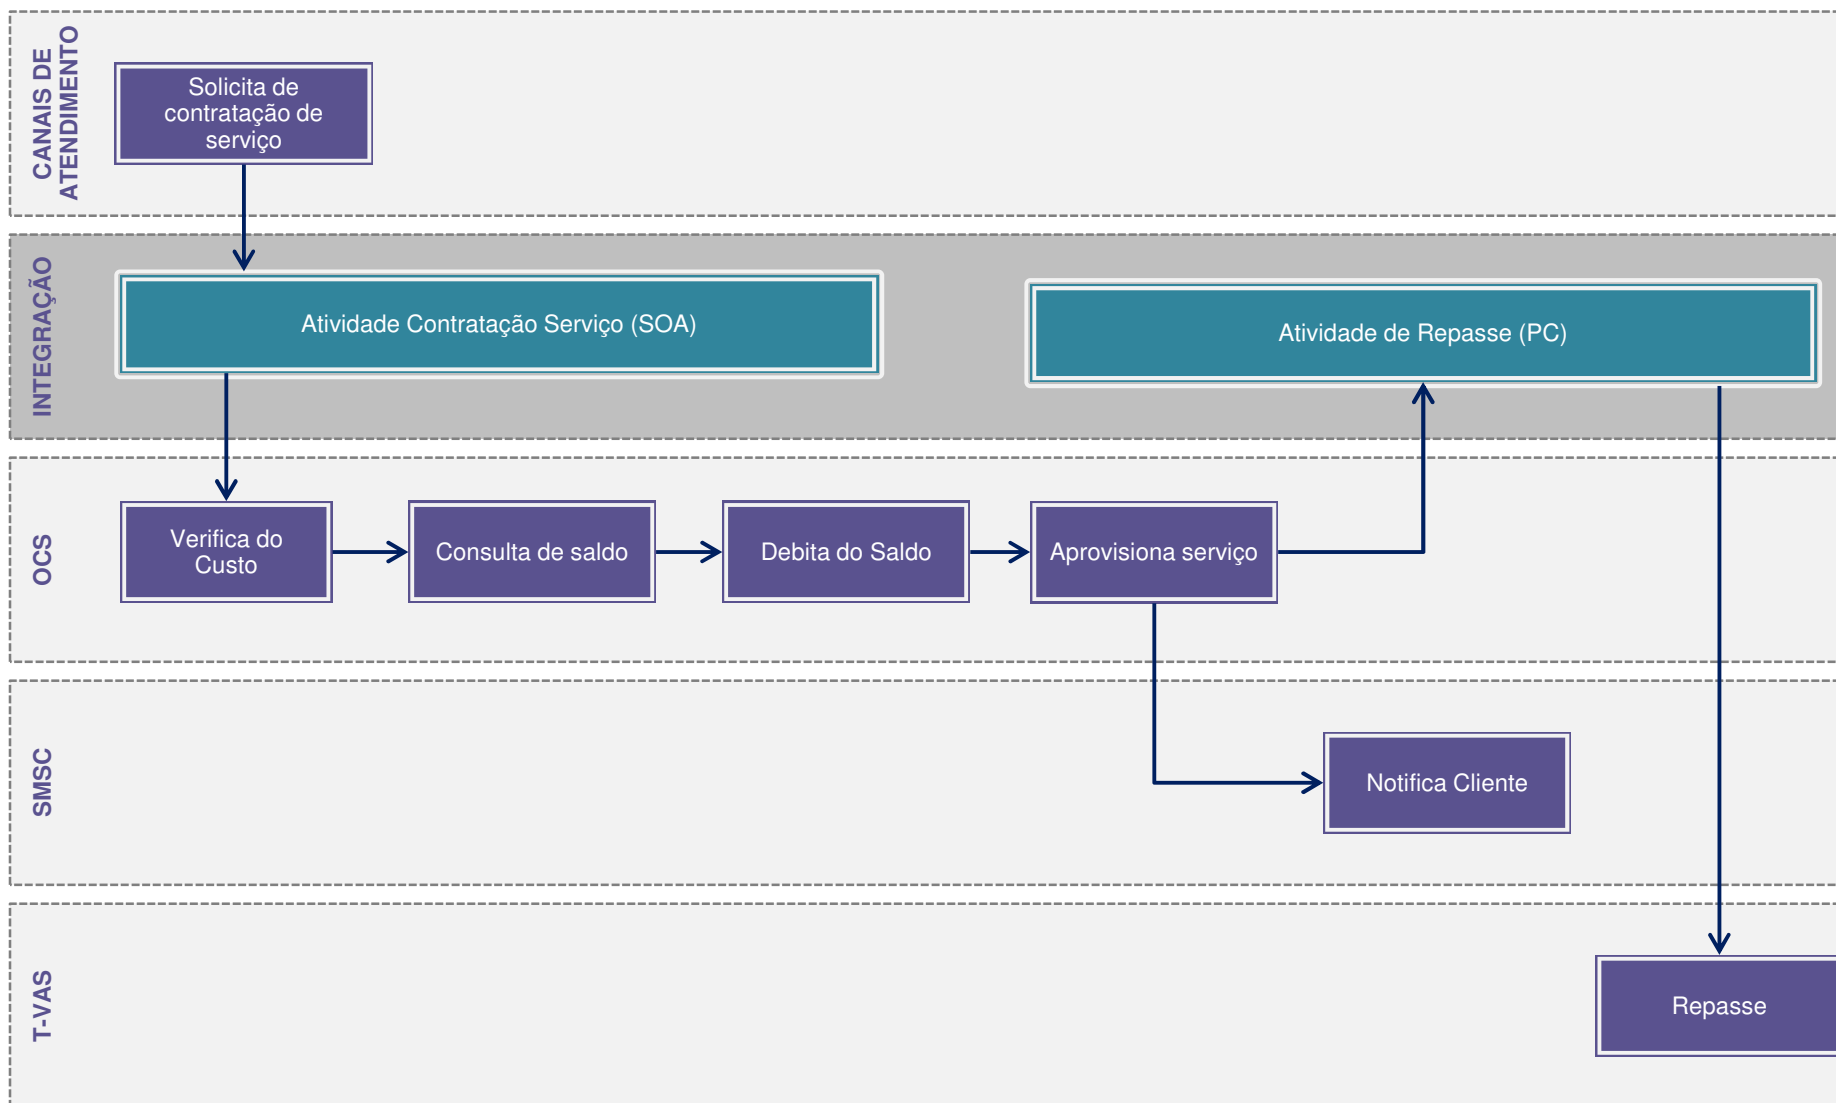 CANAIS DE
ATENDIMENTO
Solicita de
contratação de
serviço
INTEGRAÇÃO
Atividade Contratação Serviço (SOA)
Atividade de Repasse (PC)
OCS
Verifica do
Custo
Consulta de saldo
Debita do Saldo
Aprovisiona serviço
SMSC
Notifica Cliente
T-VAS
Repasse